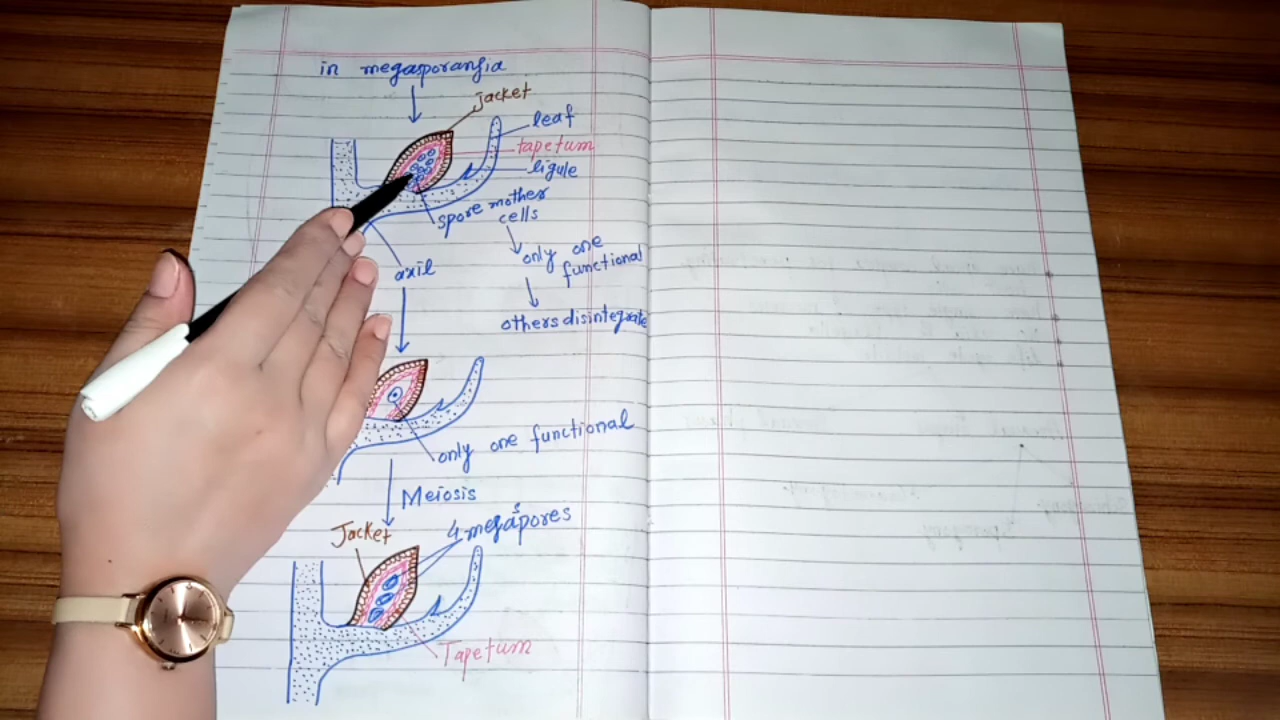 in megasporangia
jacket
leaf
tapetum
ligule
spore mother
cells
only one
functional
axil
others disintegrate
only one functional
Meiosis
Jacket
4 megaspores
Tapetum